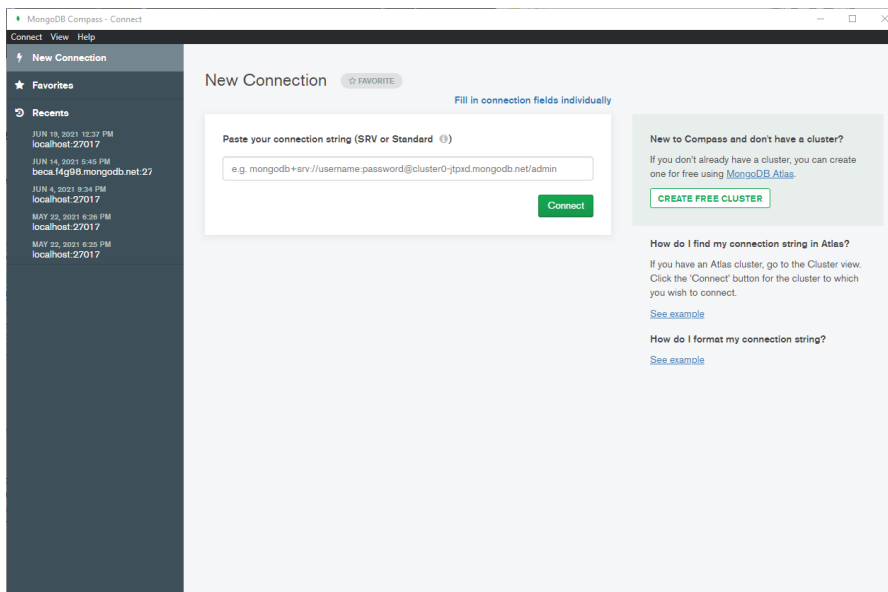 MongoDB Compass - Connect
Connect View Help
New Connection
Favorites
Recents
JUN 19, 2021 12:37 PM
localhost:27017
JUN 14, 2021 5:45 PM
beca.f4g98.mongodb.net:27
JUN 4, 2021 9:34 PM
localhost:27017
MAY 22, 2021 6:26 PM
localhost:27017
MAY 22, 2021 6:25 PM
localhost:27017
New Connection FAVORITE
Fill in connection fields individually
Paste your connection string (SRV or Standard )
e.g. mongodb+srv://username:password@cluster0-jtpxd.mongodb.net/admin
Connect
New to Compass and don't have a cluster?
If you don't already have a cluster, you can create
one for free using MongoDB Atlas.
CREATE FREE CLUSTER
How do I find my connection string in Atlas?
If you have an Atlas cluster, go to the Cluster view.
Click the 'Connect' button for the cluster to which
you wish to connect.
See example
How do I format my connection string?
See example